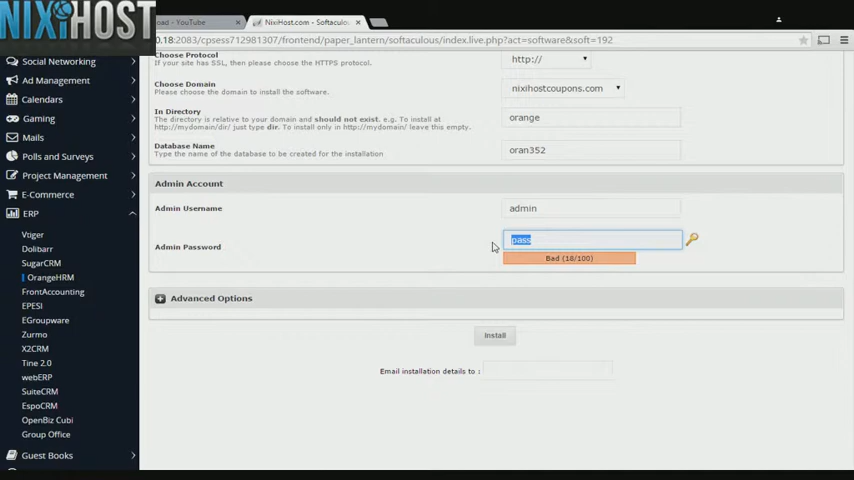 NIXIHOST
oad - YouTube
NixiHost.com - Softaculou
0.18:2083/cpsess712981307/frontend/paper_lantern/softaculous/index.live.php?act=software&soft=192
Social Networking
Ad Management
Calendars
Gaming
Mails
Polls and Surveys
Project Management
E-Commerce
ERP
Vtiger
Dolibarr
SugarCRM
OrangeHRM
FrontAccounting
EPESI
EGroupware
Zurmo
X2CRM
Tine 2.0
webERP
SuiteCRM
EspoCRM
OpenBiz Cubi
Group Office
Guest Books
Choose Protocol
If your site has SSL, then please choose the HTTPS protocol.
http://
Choose Domain
Please choose the domain to install the software.
nixihostcoupons.com
In Directory
The directory is relative to your domain and should not exist. e.g. To install at
http://mydomain/dir/ just type dir. To install only in http://mydomain/ leave this empty.
orange
Database Name
Type the name of the database to be created for the installation
oran352
Admin Account
Admin Username
admin
Admin Password
pass
Bad (18/100)
Advanced Options
Install
Email installation details to :